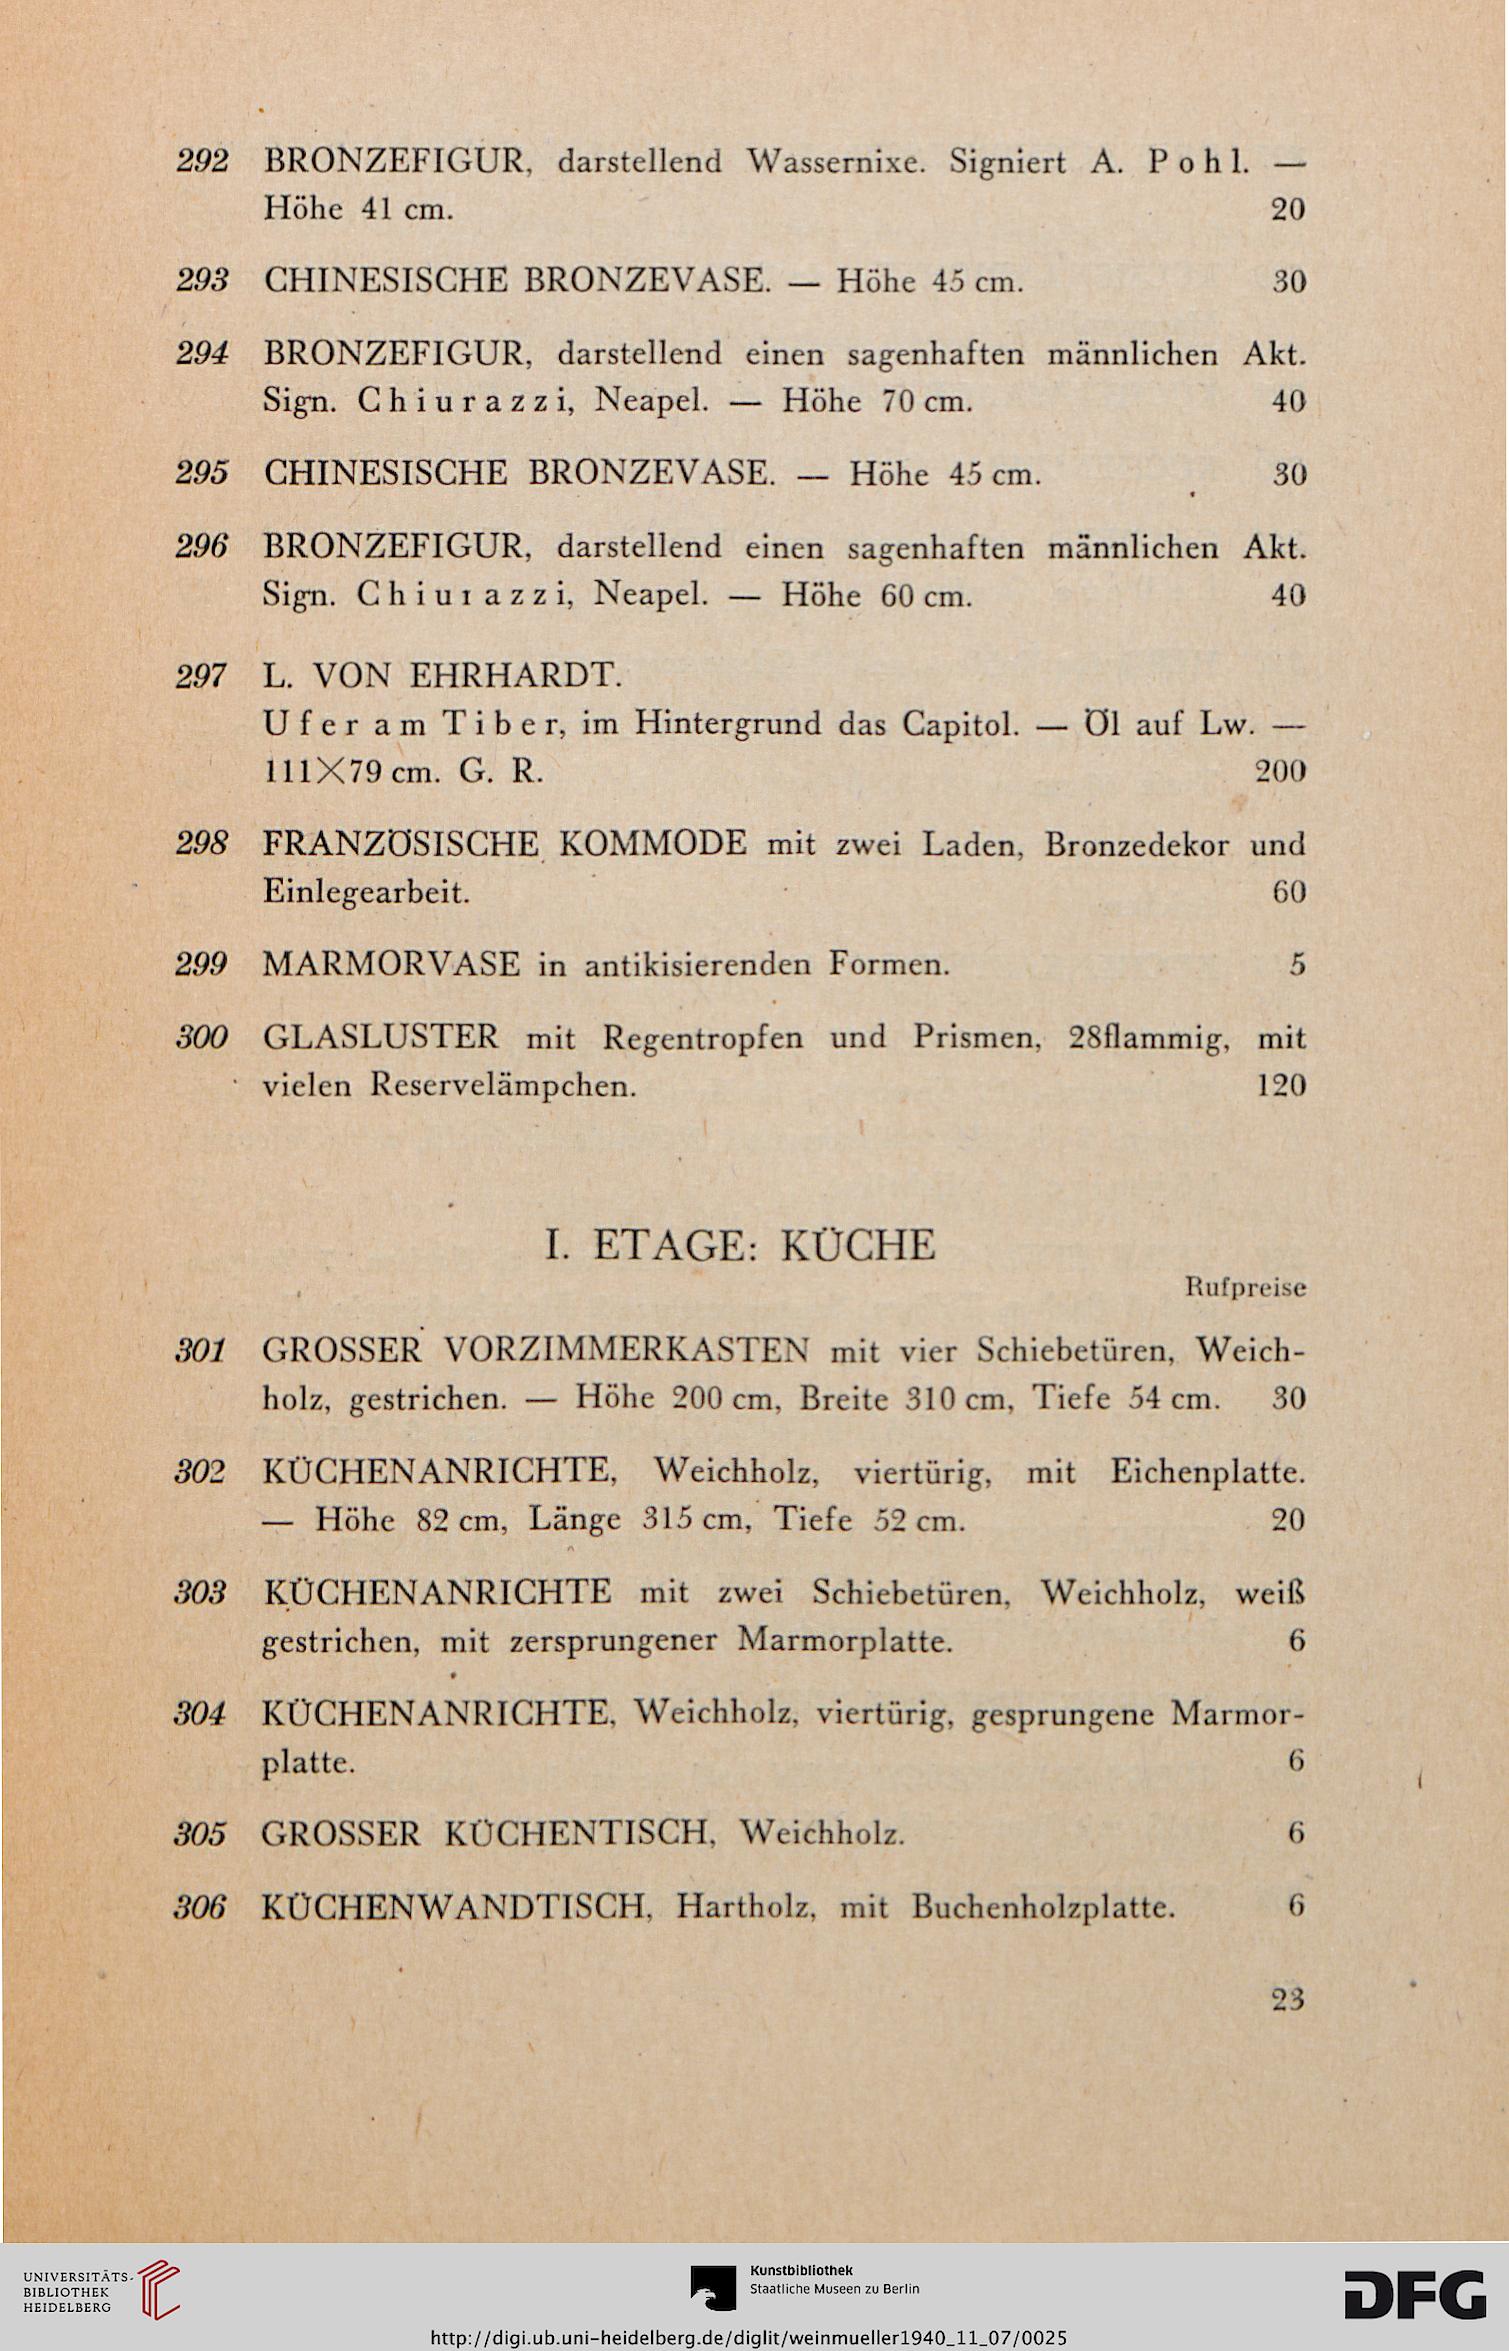 292 BRONZEFIGUR, darstellend Wassernixe. Signiert A. Pohl. —
Höhe 41 cm. 20
293 CHINESISCHE BRONZEVASE. — Höhe 45 cm. 30
294 BRONZEFIGUR, darstellend einen sagenhaften männlichen Akt.
Sign. Chiurazzi, Neapel. — Höhe 70 cm. 40
295 CHINESISCHE BRONZEVASE. — Höhe 45 cm. 30
296 BRONZEFIGUR, darstellend einen sagenhaften männlichen Akt.
Sign. Chiurazzi, Neapel. — Höhe 60 cm. 40
297 L. VON EHRHARDT.
Ufer am Tiber, im Hintergrund das Capitol. — Öl auf Lw. —
111×79 cm. G. R. 200
298 FRANZÖSISCHE KOMMODE mit zwei Laden, Bronzedekor und
Einlegearbeit. 60
299 MARMORVASE in antikisierenden Formen. 5
300 GLASLUSTER mit Regentropfen und Prismen, 28flammig, mit
vielen Reservelämpchen. 120
I. ETAGE: KÜCHE
Rufpreise
301 GROSSER VORZIMMERKASTEN mit vier Schiebetüren, Weich-
holz, gestrichen. — Höhe 200 cm, Breite 310 cm, Tiefe 54 cm. 30
302 KÜCHENANRICHTE, Weichholz, viertürig, mit Eichenplatte.
— Höhe 82 cm, Länge 315 cm, Tiefe 52 cm. 20
303 KÜCHENANRICHTE mit zwei Schiebetüren, Weichholz, weiß
gestrichen, mit zersprungener Marmorplatte. 6
304 KÜCHENANRICHTE, Weichholz, viertürig, gesprungene Marmor-
platte. 6
305 GROSSER KÜCHENTISCH, Weichholz. 6
306 KÜCHENWANDTISCH, Hartholz, mit Buchenholzplatte. 6
23
UNIVERSITÄTS-
BIBLIOTHEK
HEIDELBERG
Kunstbibliothek
Staatliche Museen zu Berlin
DFG
http://digi.ub.uni-heidelberg.de/diglit/weinmueller1940_11_07/0025